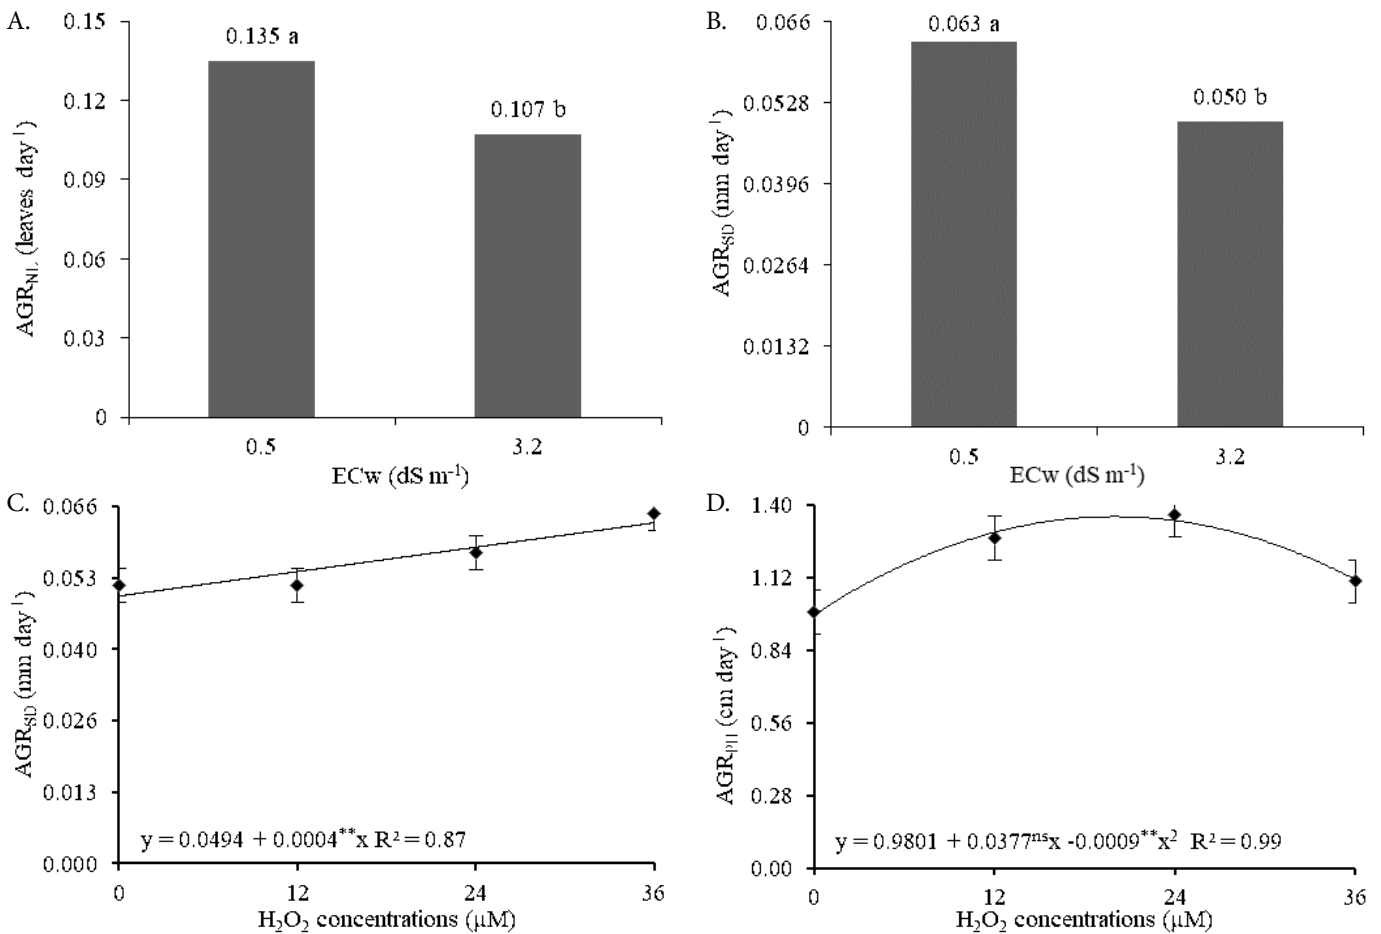 A.
0.15
0.12
0.09
0.06
0.03
0
AGR_NL (leaves day⁻¹)
0.135 a
0.107 b
0.5
3.2
ECw (dS m⁻¹)
B.
0.066
0.0528
0.0396
0.0264
0.0132
0
AGR_SD (mm day⁻¹)
0.063 a
0.050 b
0.5
3.2
ECw (dS m⁻¹)
C.
0.066
0.053
0.040
0.026
0.013
0.000
AGR_SD (mm day⁻¹)
y = 0.0494 + 0.0004**x R² = 0.87
0
12
24
36
H₂O₂ concentrations (μM)
D.
1.40
1.12
0.84
0.56
0.28
0.00
AGR_PH (cm day⁻¹)
y = 0.9801 + 0.0377ⁿˢx -0.0009**x² R² = 0.99
0
12
24
36
H₂O₂ concentrations (μM)